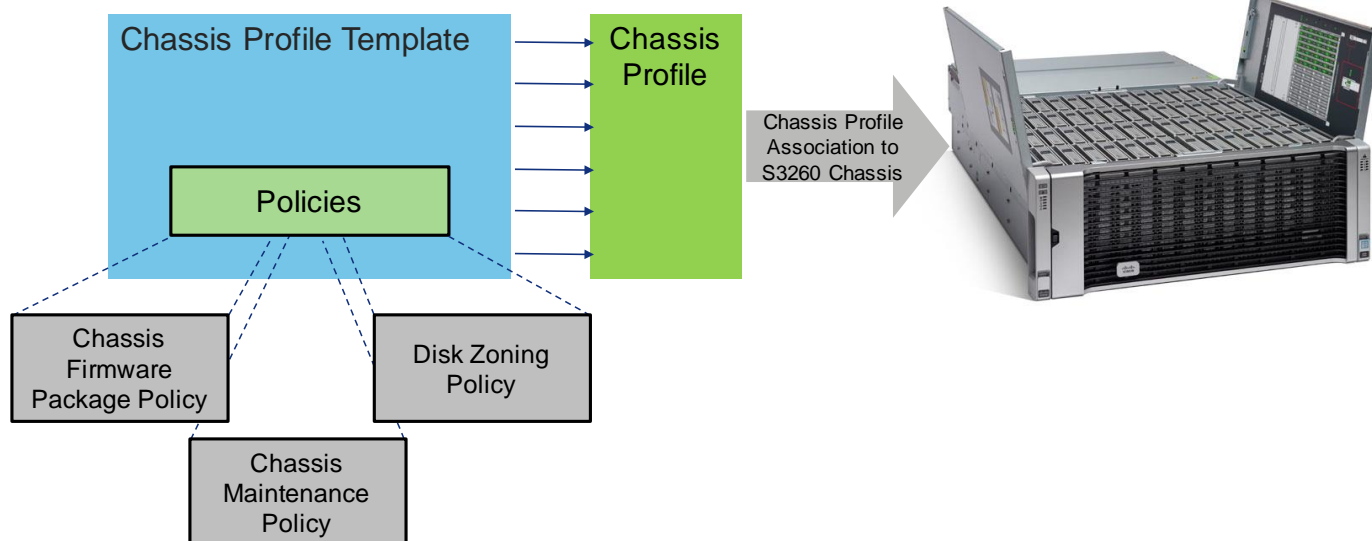 Chassis Profile Template
Chassis
Profile
Policies
Chassis Profile
Association to
S3260 Chassis
Chassis
Firmware
Package Policy
Disk Zoning
Policy
Chassis
Maintenance
Policy